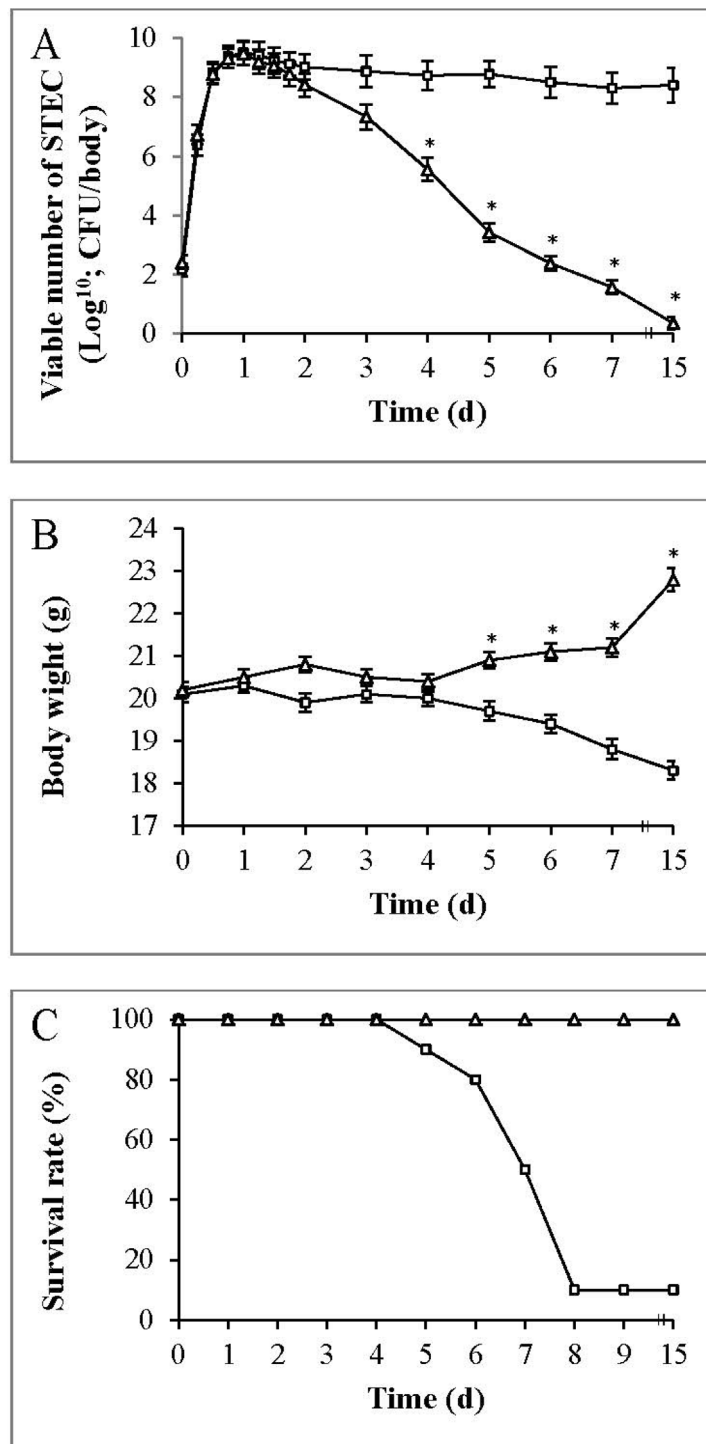 A
Viable number of STEC
(Log¹⁰; CFU/body)
10
8
6
4
2
0
* * * * *
0 1 2 3 4 5 6 7 15
Time (d)
B
Body wight (g)
24
23
22
21
20
19
18
17
* * * *
0 1 2 3 4 5 6 7 15
Time (d)
C
Survival rate (%)
100
80
60
40
20
0
0 1 2 3 4 5 6 7 8 9 15
Time (d)